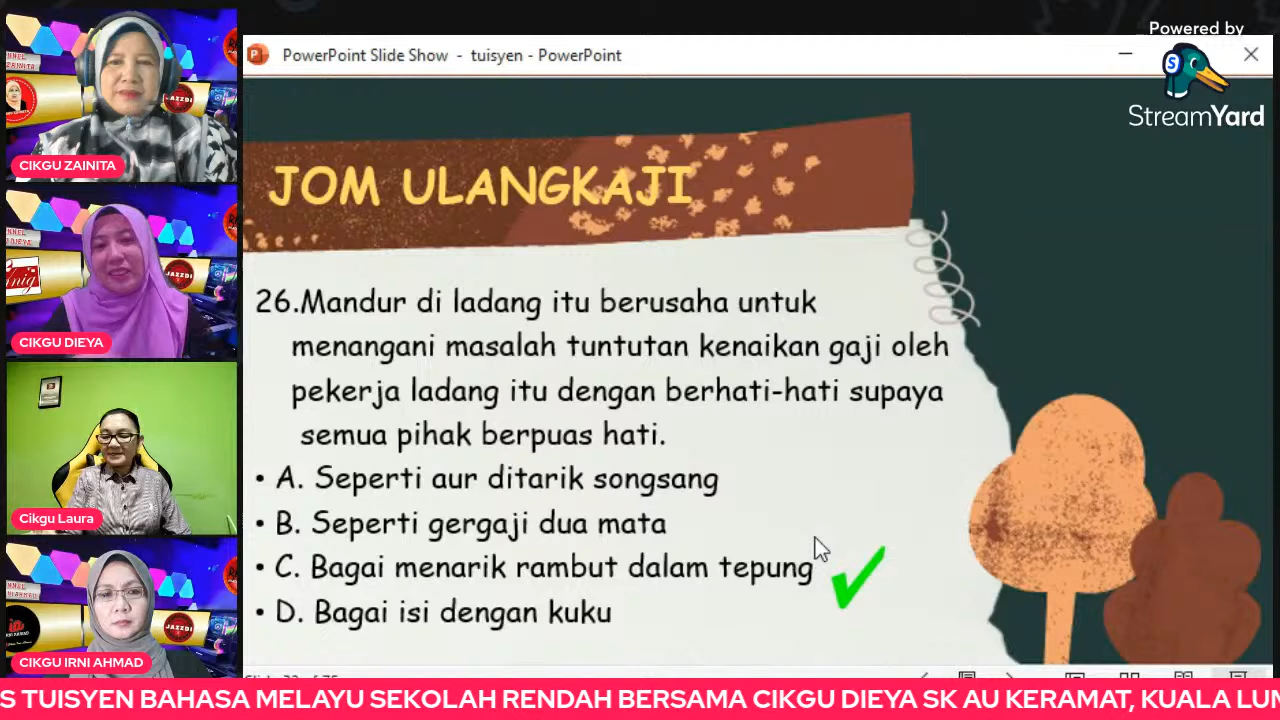 Powered by
StreamYard
PowerPoint Slide Show - tuisyen - PowerPoint
CIKGU ZAINITA
CIKGU DIEYA
Cikgu Laura
CIKGU IRNI AHMAD
JOM ULANGKAJI
26.Mandur di ladang itu berusaha untuk
menangani masalah tuntutan kenaikan gaji oleh
pekerja ladang itu dengan berhati-hati supaya
semua pihak berpuas hati.
• A. Seperti aur ditarik songsang
• B. Seperti gergaji dua mata
• C. Bagai menarik rambut dalam tepung
• D. Bagai isi dengan kuku
S TUISYEN BAHASA MELAYU SEKOLAH RENDAH BERSAMA CIKGU DIEYA SK AU KERAMAT, KUALA LUM